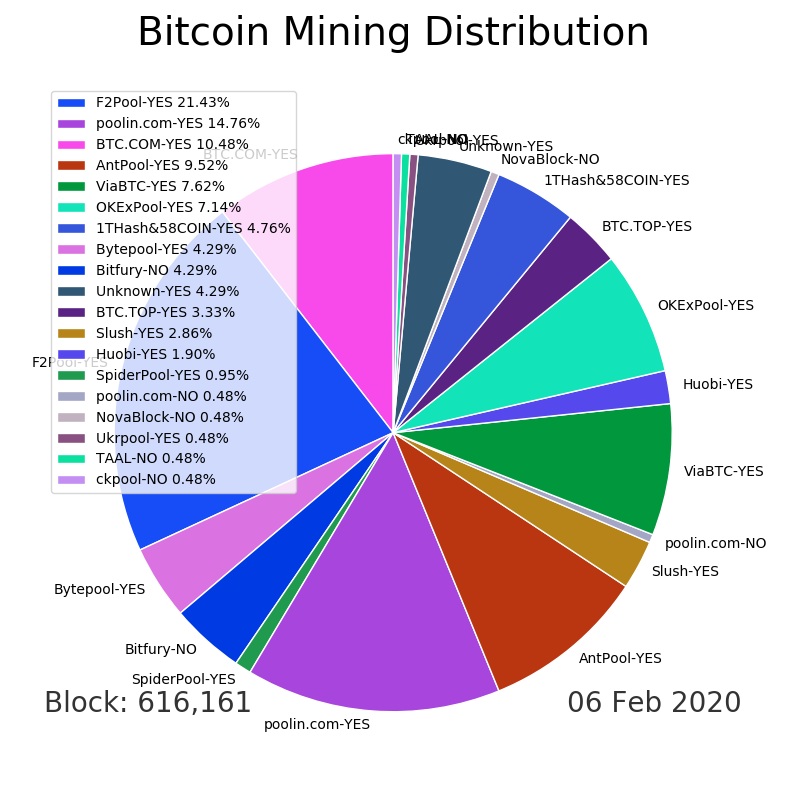 Bitcoin Mining Distribution
F2Pool-YES 21.43%
poolin.com-YES 14.76%
BTC.COM-YES 10.48%
AntPool-YES 9.52%
ViaBTC-YES 7.62%
OKExPool-YES 7.14%
1THash&58COIN-YES 4.76%
Bytepool-YES 4.29%
Bitfury-NO 4.29%
Unknown-YES 4.29%
BTC.TOP-YES 3.33%
Slush-YES 2.86%
Huobi-YES 1.90%
SpiderPool-YES 0.95%
poolin.com-NO 0.48%
NovaBlock-NO 0.48%
Ukrpool-YES 0.48%
TAAL-NO 0.48%
ckpool-NO 0.48%
ckpool-NO
TAAL-NO
Ukrpool-YES
Unknown-YES
NovaBlock-NO
1THash&58COIN-YES
BTC.TOP-YES
OKExPool-YES
Huobi-YES
ViaBTC-YES
poolin.com-NO
Slush-YES
AntPool-YES
poolin.com-YES
SpiderPool-YES
Bitfury-NO
Bytepool-YES
F2Pool-YES
BTC.COM-YES
Block: 616,161
06 Feb 2020